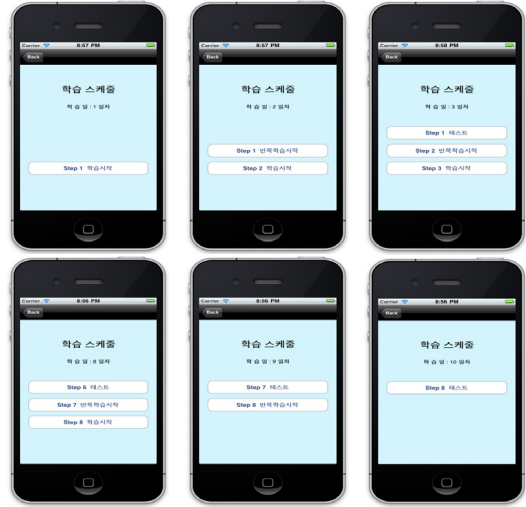 Carrier 8:57 PM
Back
학습 스케줄
학 습 일 : 1 일차
Step 1 학습시작
Carrier 8:57 PM
Back
학습 스케줄
학 습 일 : 2 일차
Step 1 반복학습시작
Step 2 학습시작
Carrier 8:58 PM
Back
학습 스케줄
학 습 일 : 3 일차
Step 1 테스트
Step 2 반복학습시작
Step 3 학습시작
Carrier 8:56 PM
Back
학습 스케줄
학 습 일 : 8 일차
Step 6 테스트
Step 7 반복학습시작
Step 8 학습시작
Carrier 8:56 PM
Back
학습 스케줄
학 습 일 : 9 일차
Step 7 테스트
Step 8 반복학습시작
Carrier 8:56 PM
Back
학습 스케줄
학 습 일 : 10 일차
Step 8 테스트